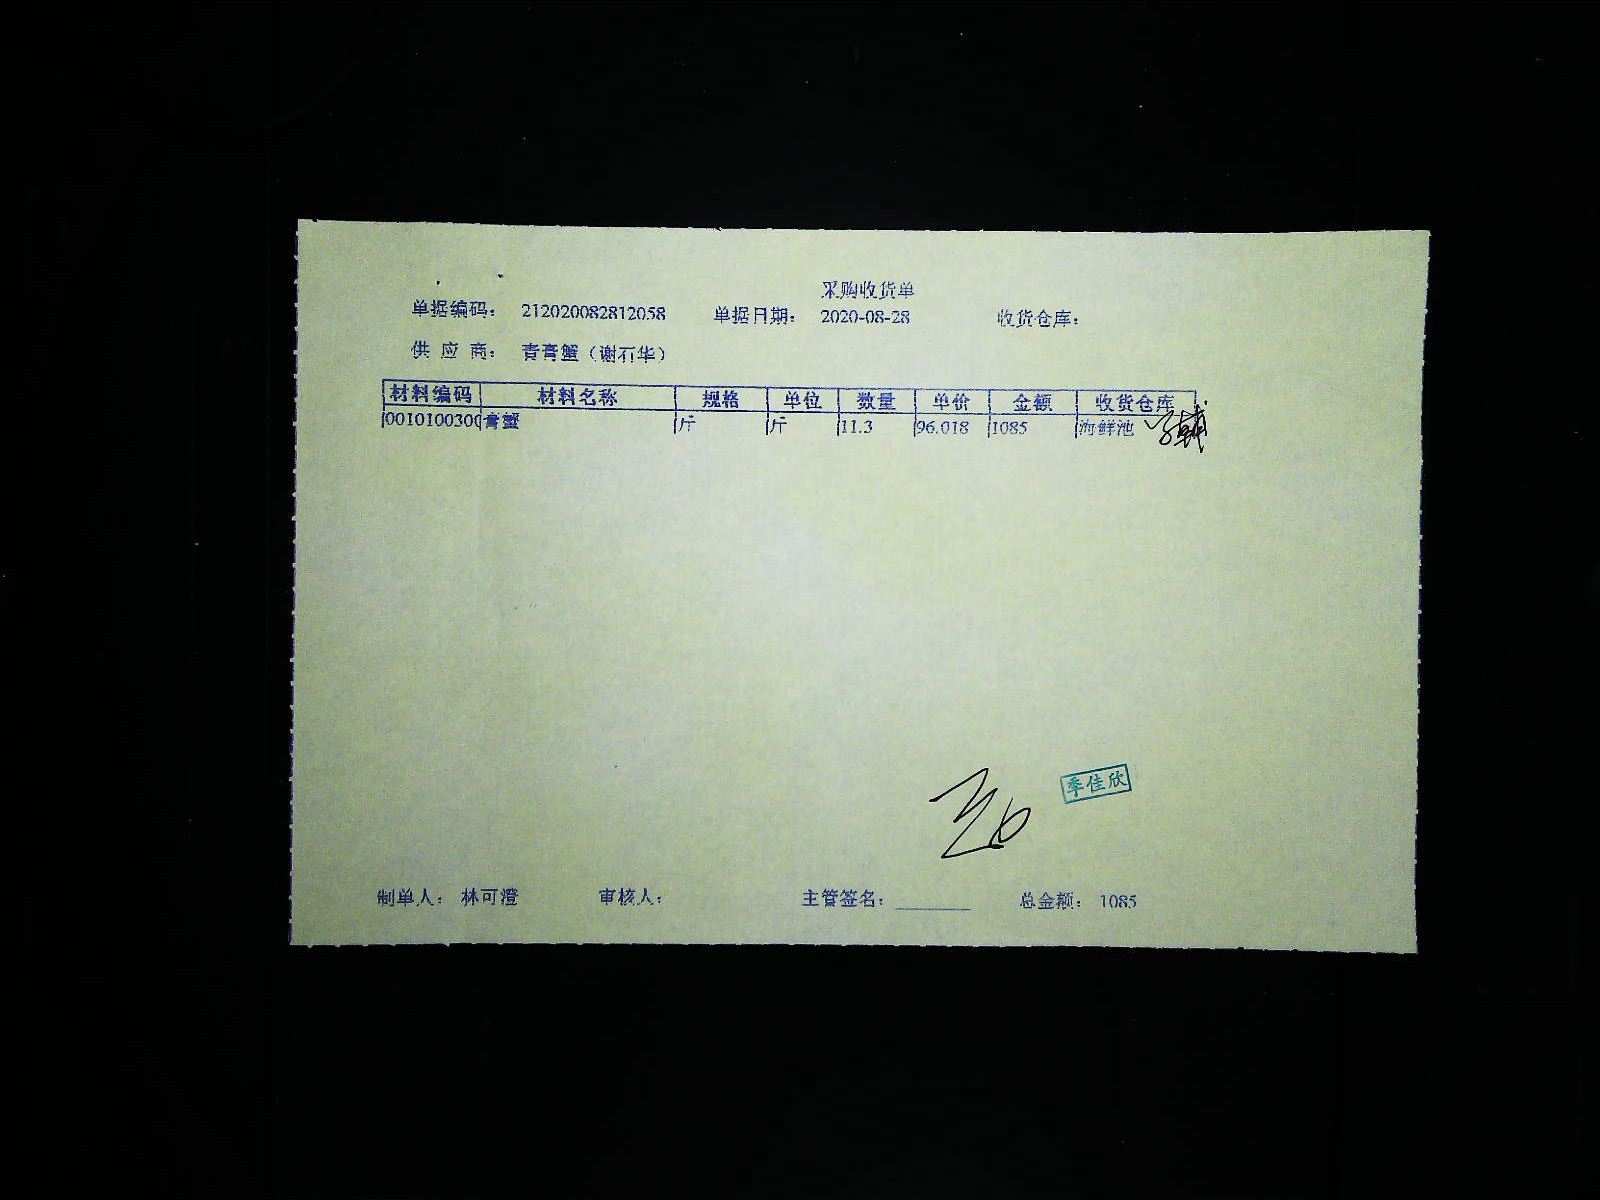 采购收货单
单据编码： 212020082812058 单据日期： 2020-08-28 收货仓库：
供 应 商： 青膏蟹（谢石华）
材料编码 材料名称 规格 单位 数量 单价 金额 收货仓库
0010100300 膏蟹 斤 斤 11.3 96.018 1085 海鲜池
季佳欣
制单人： 林可澄 审核人： 主管签名： 总金额： 1085